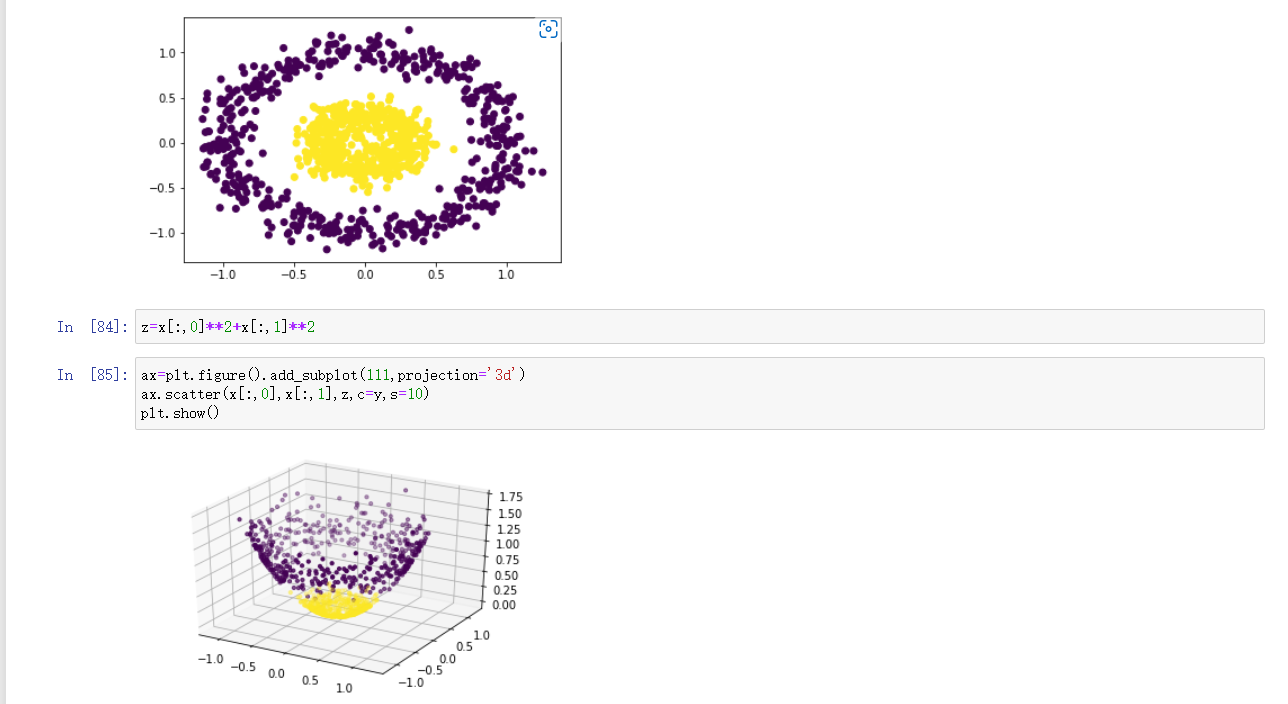 1.0
0.5
0.0
−0.5
−1.0
−1.0 −0.5 0.0 0.5 1.0
In [84]: z=x[:,0]**2+x[:,1]**2
In [85]: ax=plt.figure().add_subplot(111,projection='3d')
ax.scatter(x[:,0],x[:,1],z,c=y,s=10)
plt.show()
1.75
1.50
1.25
1.00
0.75
0.50
0.25
0.00
−1.0 −0.5 0.0 0.5 1.0
−1.0 −0.5 0.0 0.5 1.0